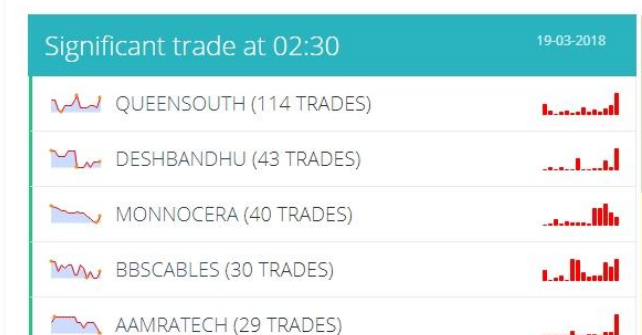 Significant trade at 02:30
19-03-2018
QUEENSOUTH (114 TRADES)
DESHBANDHU (43 TRADES)
MONNOCERA (40 TRADES)
BBSCABLES (30 TRADES)
AAMRATECH (29 TRADES)